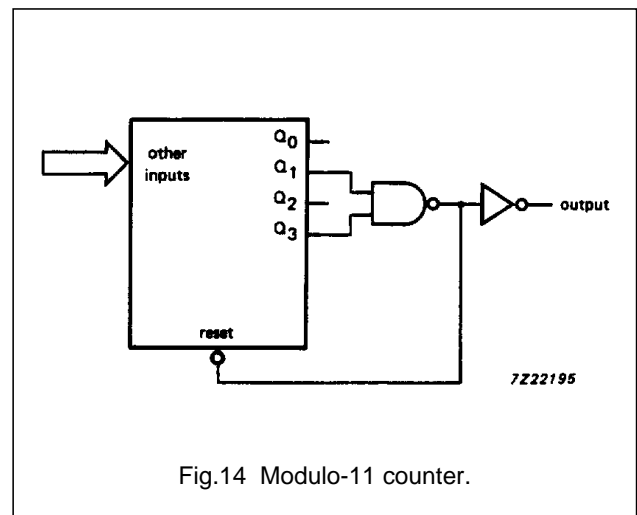 other
inputs
Q0
Q1
Q2
Q3
reset
output
7Z22195
Fig.14 Modulo-11 counter.